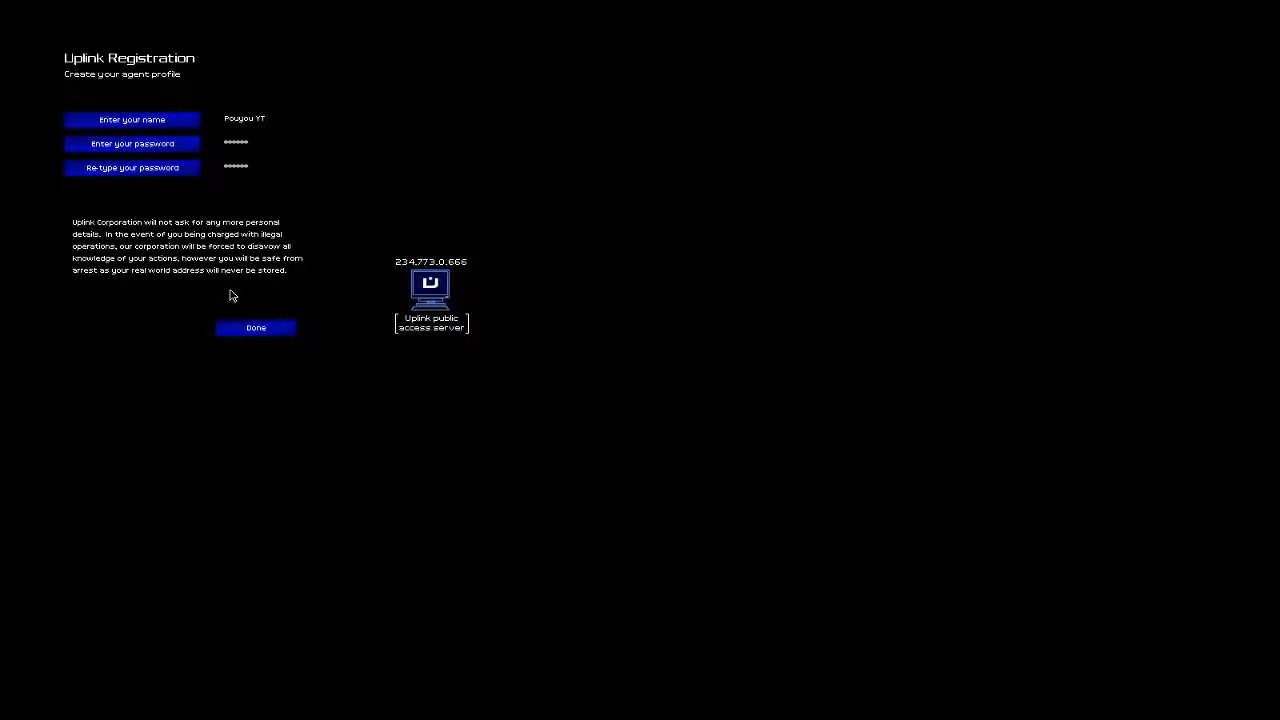 Uplink Registration
Create your agent profile
Enter your name
Pouyou YT
Enter your password
••••••
Re-type your password
••••••
Uplink Corporation will not ask for any more personal
details. In the event of you being charged with illegal
operations, our corporation will be forced to disavow all
knowledge of your actions, however you will be safe from
arrest as your real world address will never be stored.
234.773.0.666
Uplink public
access server
Done